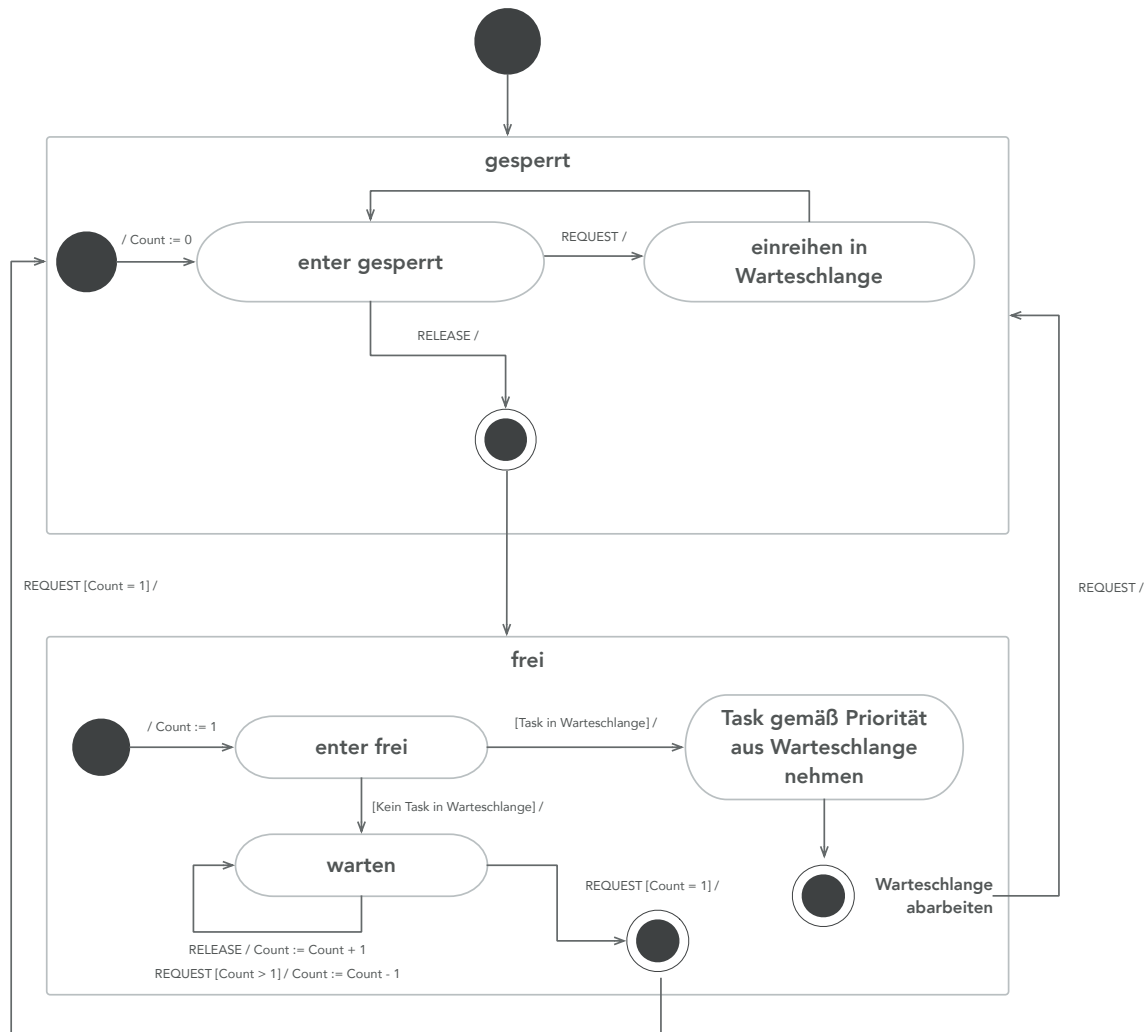 gesperrt
/ Count := 0
enter gesperrt
REQUEST /
einreihen in
Warteschlange
RELEASE /
REQUEST [Count = 1] /
REQUEST /
frei
/ Count := 1
enter frei
[Task in Warteschlange] /
Task gemäß Priorität
aus Warteschlange
nehmen
[Kein Task in Warteschlange] /
warten
REQUEST [Count = 1] /
Warteschlange
abarbeiten
RELEASE / Count := Count + 1
REQUEST [Count > 1] / Count := Count - 1